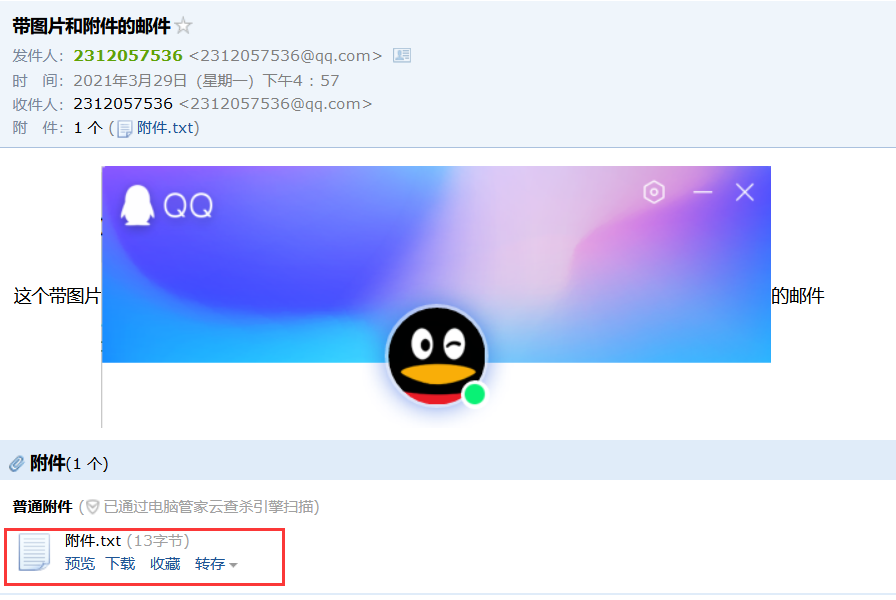 带图片和附件的邮件
发件人：2312057536 <2312057536@qq.com>
时 间：2021年3月29日（星期一）下午4：57
收件人：2312057536 <2312057536@qq.com>
附 件：1 个 (附件.txt)
QQ
这个带图片的邮件
附件(1 个)
普通附件 (已通过电脑管家云查杀引擎扫描)
附件.txt (13字节)
预览 下载 收藏 转存